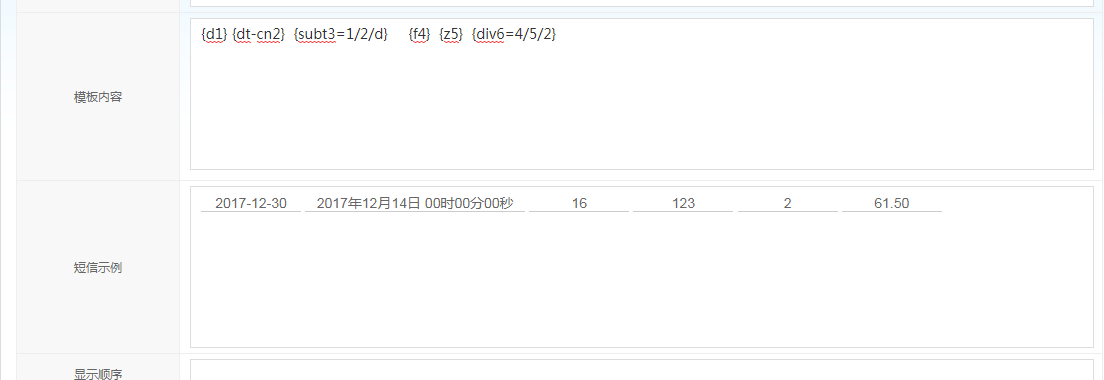 模板内容
{d1} {dt-cn2} {subt3=1/2/d} {f4} {z5} {div6=4/5/2}
短信示例
2017-12-30 2017年12月14日 00时00分00秒 16 123 2 61.50
显示顺序